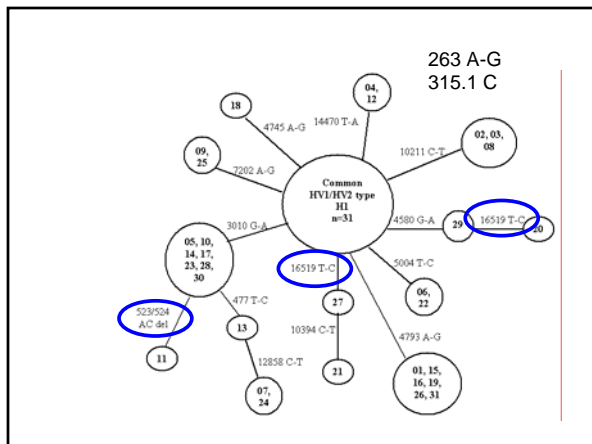 263 A-G
315.1 C
04,
12
18
14470 T-A
4745 A-G
02, 03,
08
10211 C-T
09,
25
7202 A-G
Common
HV1/HV2 type
H1
n=31
4580 G-A
29
16519 T-C
20
3010 G-A
05, 10,
14, 17,
23, 28,
30
16519 T-C
5004 T-C
06,
22
27
523/524
AC del
477 T-C
13
10394 C-T
4793 A-G
11
12858 C-T
21
01, 15,
16, 19,
26, 31
07,
24